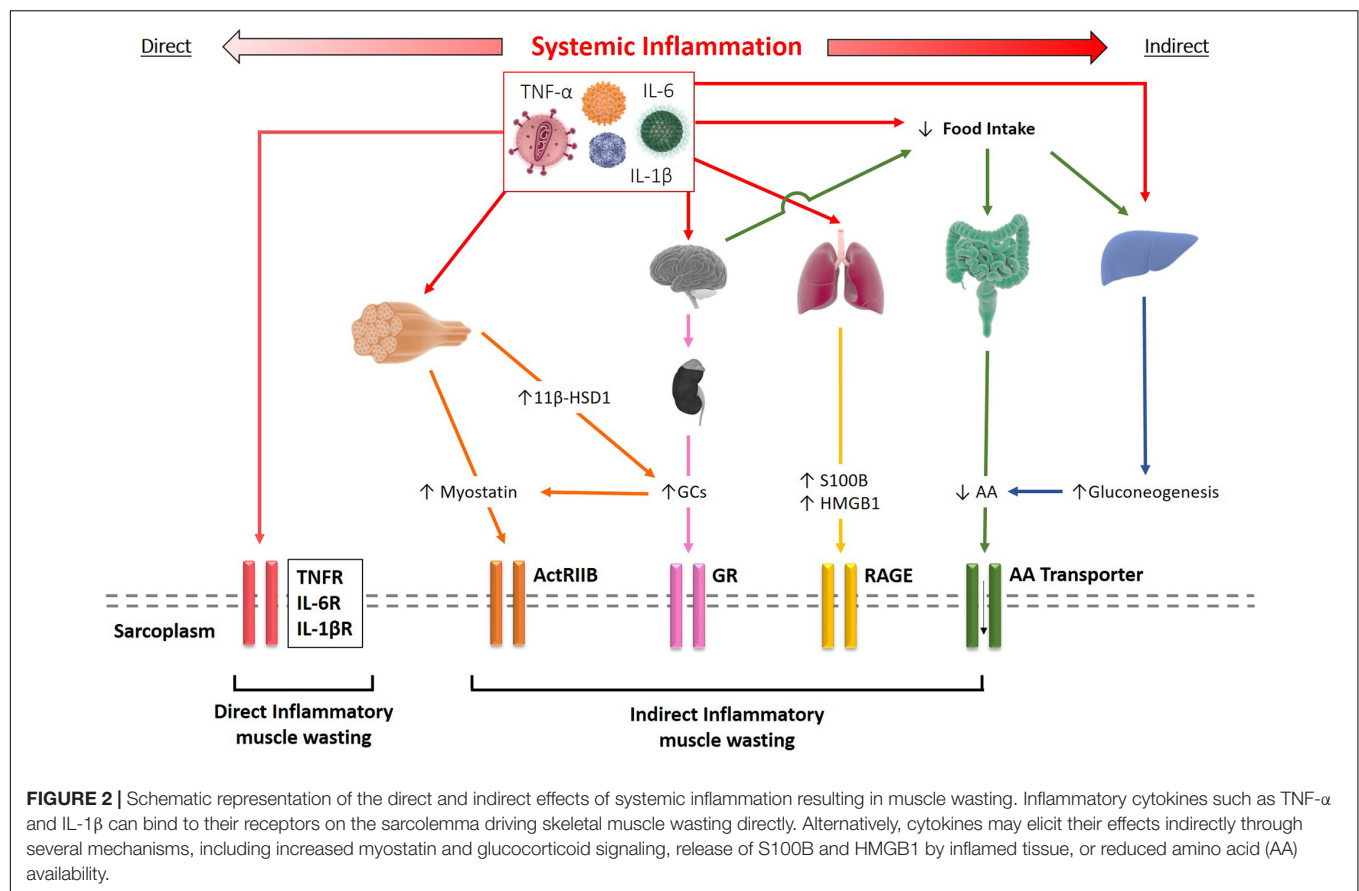 Direct
Systemic Inflammation
Indirect
TNF-α
IL-6
IL-1β
↓ Food Intake
↑11β-HSD1
↑ Myostatin
↑GCs
↑ S100B
↑ HMGB1
↓ AA
↑Gluconeogenesis
TNFR
IL-6R
IL-1βR
ActRIIB
GR
RAGE
AA Transporter
Sarcoplasm
Direct Inflammatory
muscle wasting
Indirect Inflammatory
muscle wasting
FIGURE 2 | Schematic representation of the direct and indirect effects of systemic inflammation resulting in muscle wasting. Inflammatory cytokines such as TNF-α
and IL-1β can bind to their receptors on the sarcolemma driving skeletal muscle wasting directly. Alternatively, cytokines may elicit their effects indirectly through
several mechanisms, including increased myostatin and glucocorticoid signaling, release of S100B and HMGB1 by inflamed tissue, or reduced amino acid (AA)
availability.